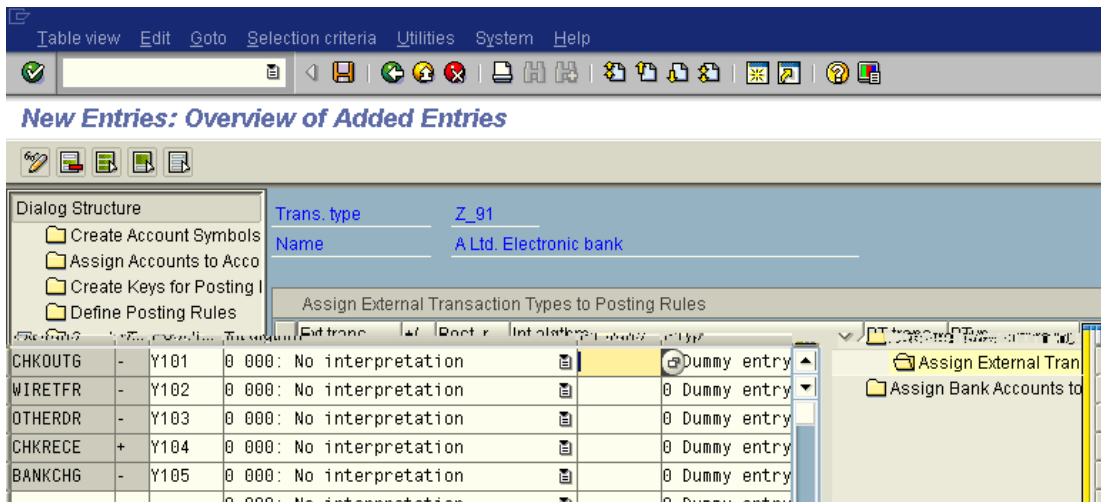 Table view Edit Goto Selection criteria Utilities System Help
New Entries: Overview of Added Entries
Dialog Structure
Create Account Symbols
Assign Accounts to Acco
Create Keys for Posting
Define Posting Rules
Trans. type Z_91
Name A Ltd. Electronic bank
Assign External Transaction Types to Posting Rules
CHKOUTG - Y101 0 000: No interpretation Dummy entry
WIRETFR - Y102 0 000: No interpretation 0 Dummy entry
OTHERDR - Y103 0 000: No interpretation 0 Dummy entry
CHKRECE + Y104 0 000: No interpretation 0 Dummy entry
BANKCHG - Y105 0 000: No interpretation 0 Dummy entry
Assign External Tran
Assign Bank Accounts to